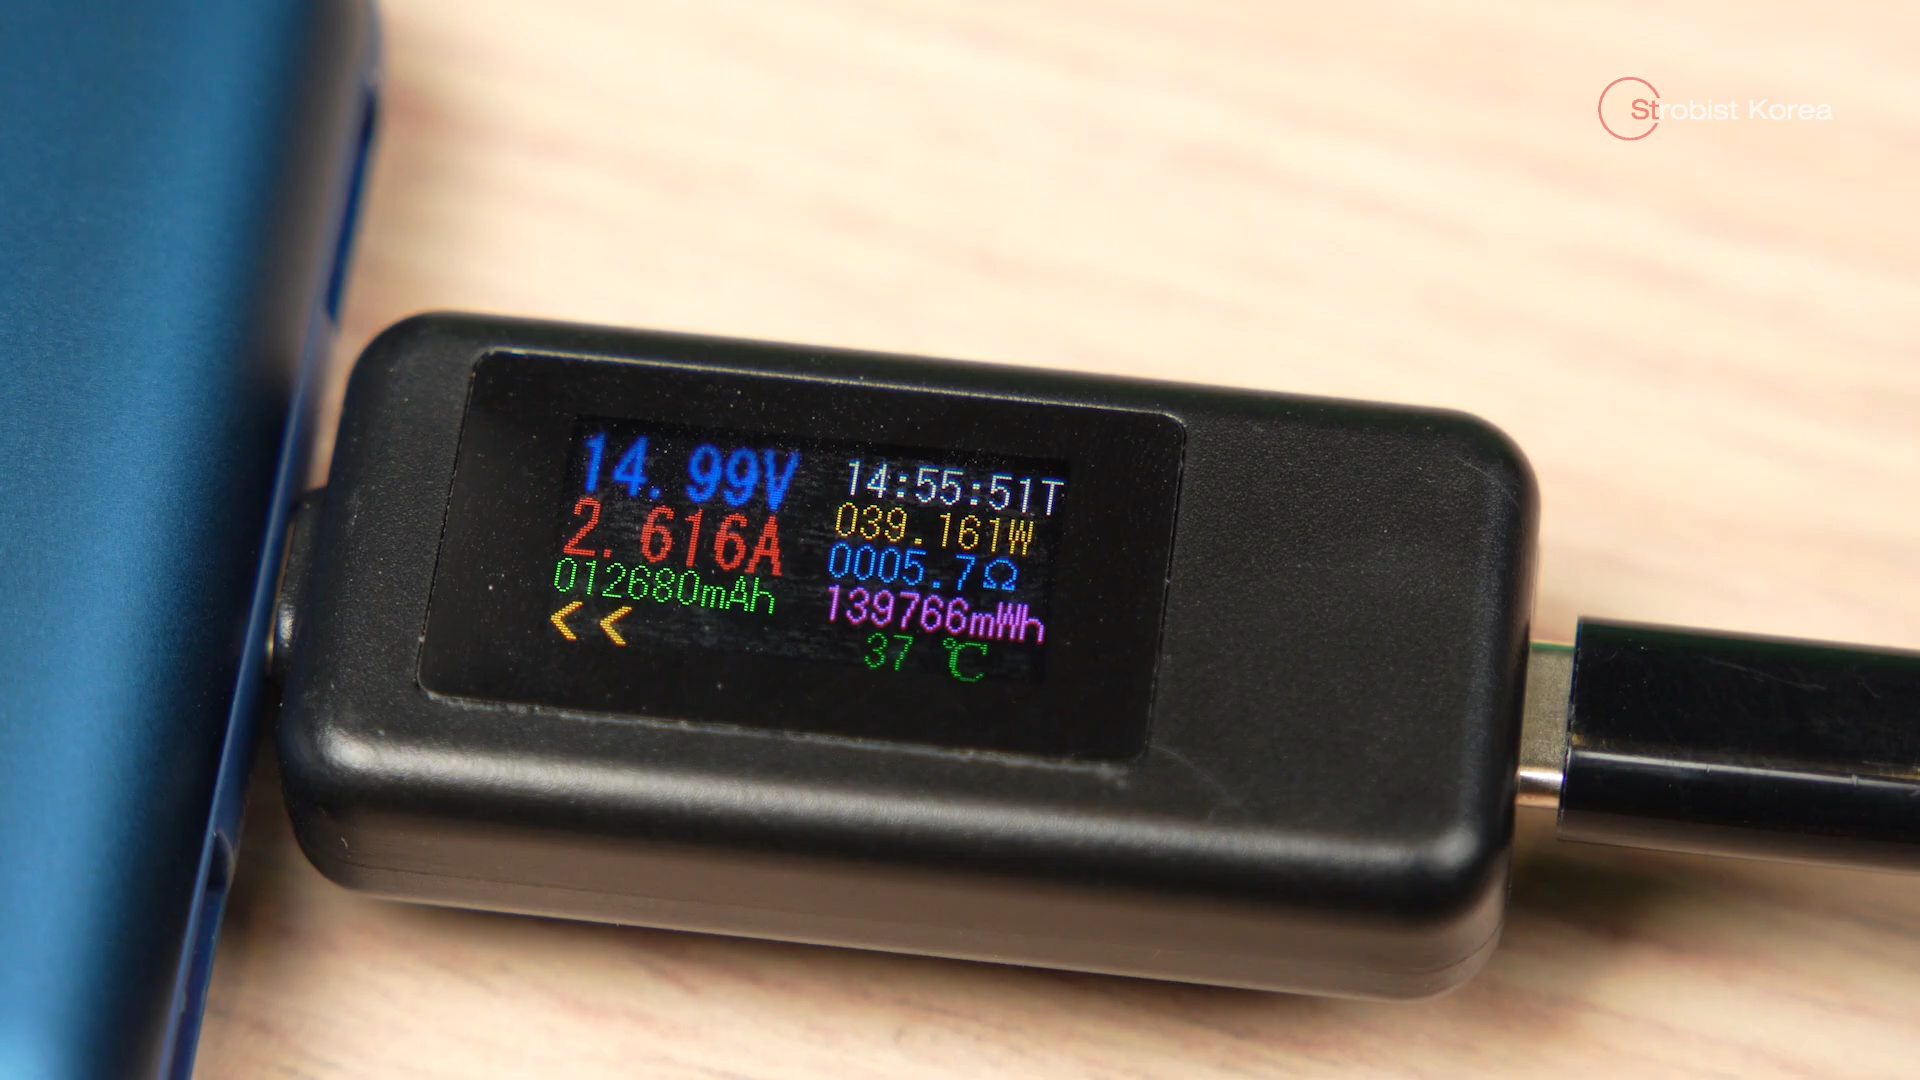 Strobist Korea
14.99V
2.616A
012680mAh
<<
14:55:51T
039.161W
0005.7Ω
139766mWh
37 ℃